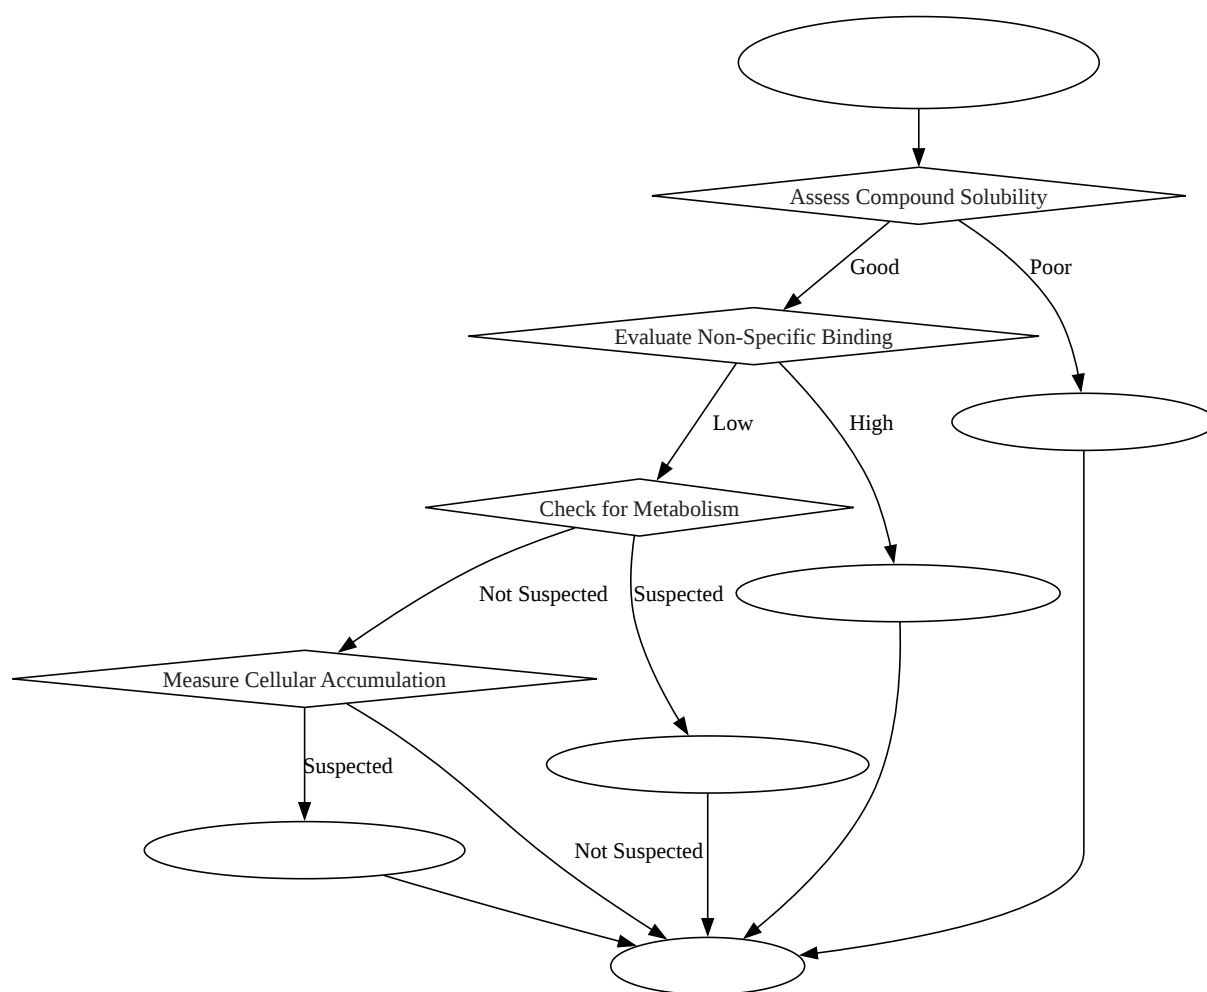 Assess Compound Solubility
Good
Poor
Evaluate Non-Specific Binding
Low
High
Check for Metabolism
Not Suspected
Suspected
Measure Cellular Accumulation
Suspected
Not Suspected